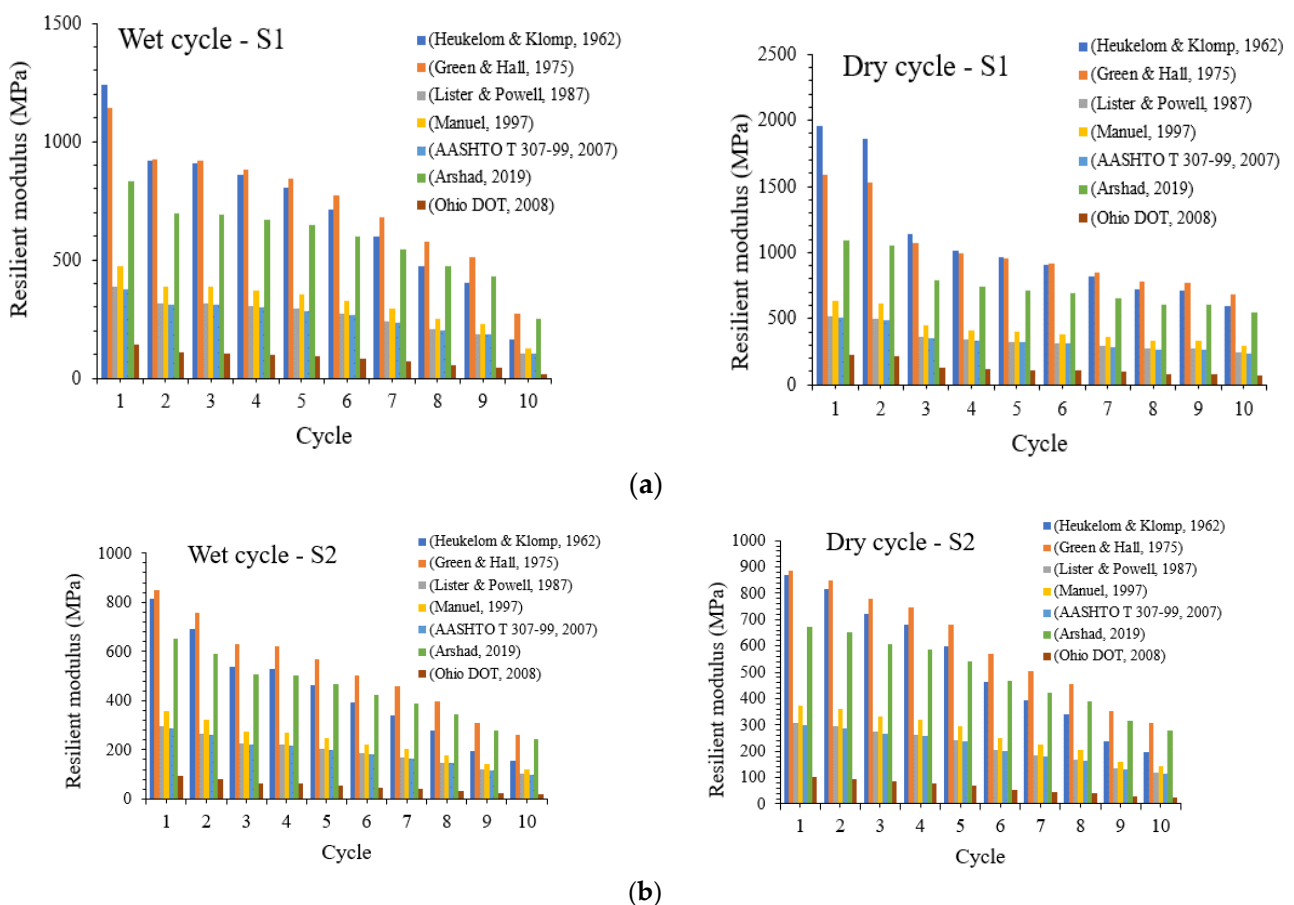 Wet cycle - S1
Resilient modulus (MPa)
1500
1000
500
0
(Heukelom & Klomp, 1962)
(Green & Hall, 1975)
(Lister & Powell, 1987)
(Manuel, 1997)
(AASHTO T 307-99, 2007)
(Arshad, 2019)
(Ohio DOT, 2008)
1 2 3 4 5 6 7 8 9 10
Cycle
Dry cycle - S1
Resilient modulus (MPa)
2500
2000
1500
1000
500
0
(Heukelom & Klomp, 1962)
(Green & Hall, 1975)
(Lister & Powell, 1987)
(Manuel, 1997)
(AASHTO T 307-99, 2007)
(Arshad, 2019)
(Ohio DOT, 2008)
1 2 3 4 5 6 7 8 9 10
Cycle
(a)
Wet cycle - S2
Resilient modulus (MPa)
1000
800
600
400
200
0
(Heukelom & Klomp, 1962)
(Green & Hall, 1975)
(Lister & Powell, 1987)
(Manuel, 1997)
(AASHTO T 307-99, 2007)
(Arshad, 2019)
(Ohio DOT, 2008)
1 2 3 4 5 6 7 8 9 10
Cycle
Dry cycle - S2
Resilient modulus (MPa)
1000
900
800
700
600
500
400
300
200
100
0
(Heukelom & Klomp, 1962)
(Green & Hall, 1975)
(Lister & Powell, 1987)
(Manuel, 1997)
(AASHTO T 307-99, 2007)
(Arshad, 2019)
(Ohio DOT, 2008)
1 2 3 4 5 6 7 8 9 10
Cycle
(b)